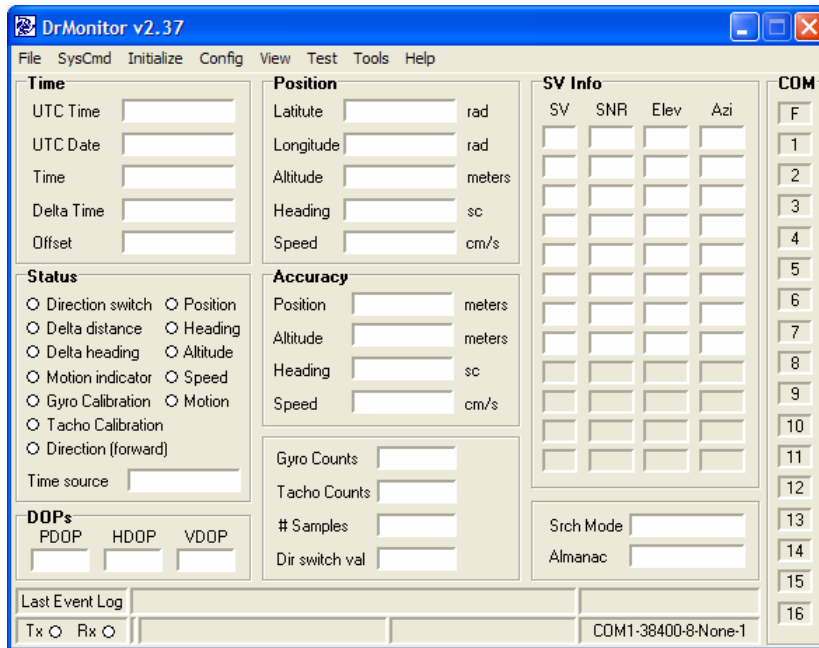 DrMonitor v2.37
File SysCmd Initialize Config View Test Tools Help
Time
UTC Time
UTC Date
Time
Delta Time
Offset
Position
Latitute rad
Longitude rad
Altitude meters
Heading sc
Speed cm/s
SV Info
SV SNR Elev Azi
COM
F
1
2
3
4
5
6
7
8
9
10
11
12
13
14
15
16
Status
Direction switch Position
Delta distance Heading
Delta heading Altitude
Motion indicator Speed
Gyro Calibration Motion
Tacho Calibration
Direction (forward)
Time source
Accuracy
Position meters
Altitude meters
Heading sc
Speed cm/s
Gyro Counts
Tacho Counts
# Samples
Dir switch val
DOPs
PDOP HDOP VDOP
Srch Mode
Almanac
Last Event Log
Tx Rx COM1-38400-8-None-1